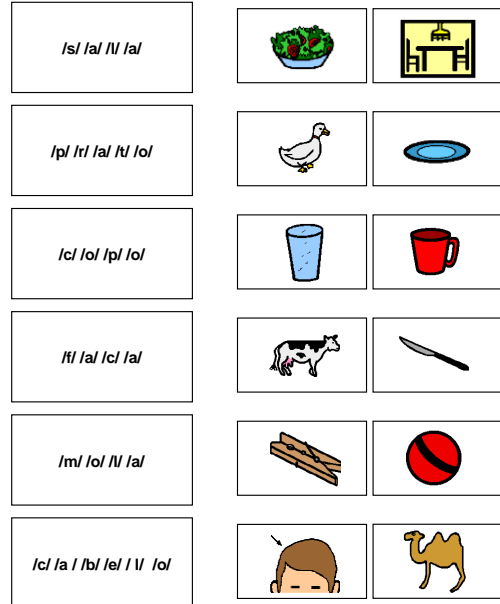 /s/ /a/ /l/ /a/
/p/ /r/ /a/ /t/ /o/
/c/ /o/ /p/ /o/
/f/ /a/ /c/ /a/
/m/ /o/ /l/ /a/
/c/ /a / /b/ /e/ / l/ /o/